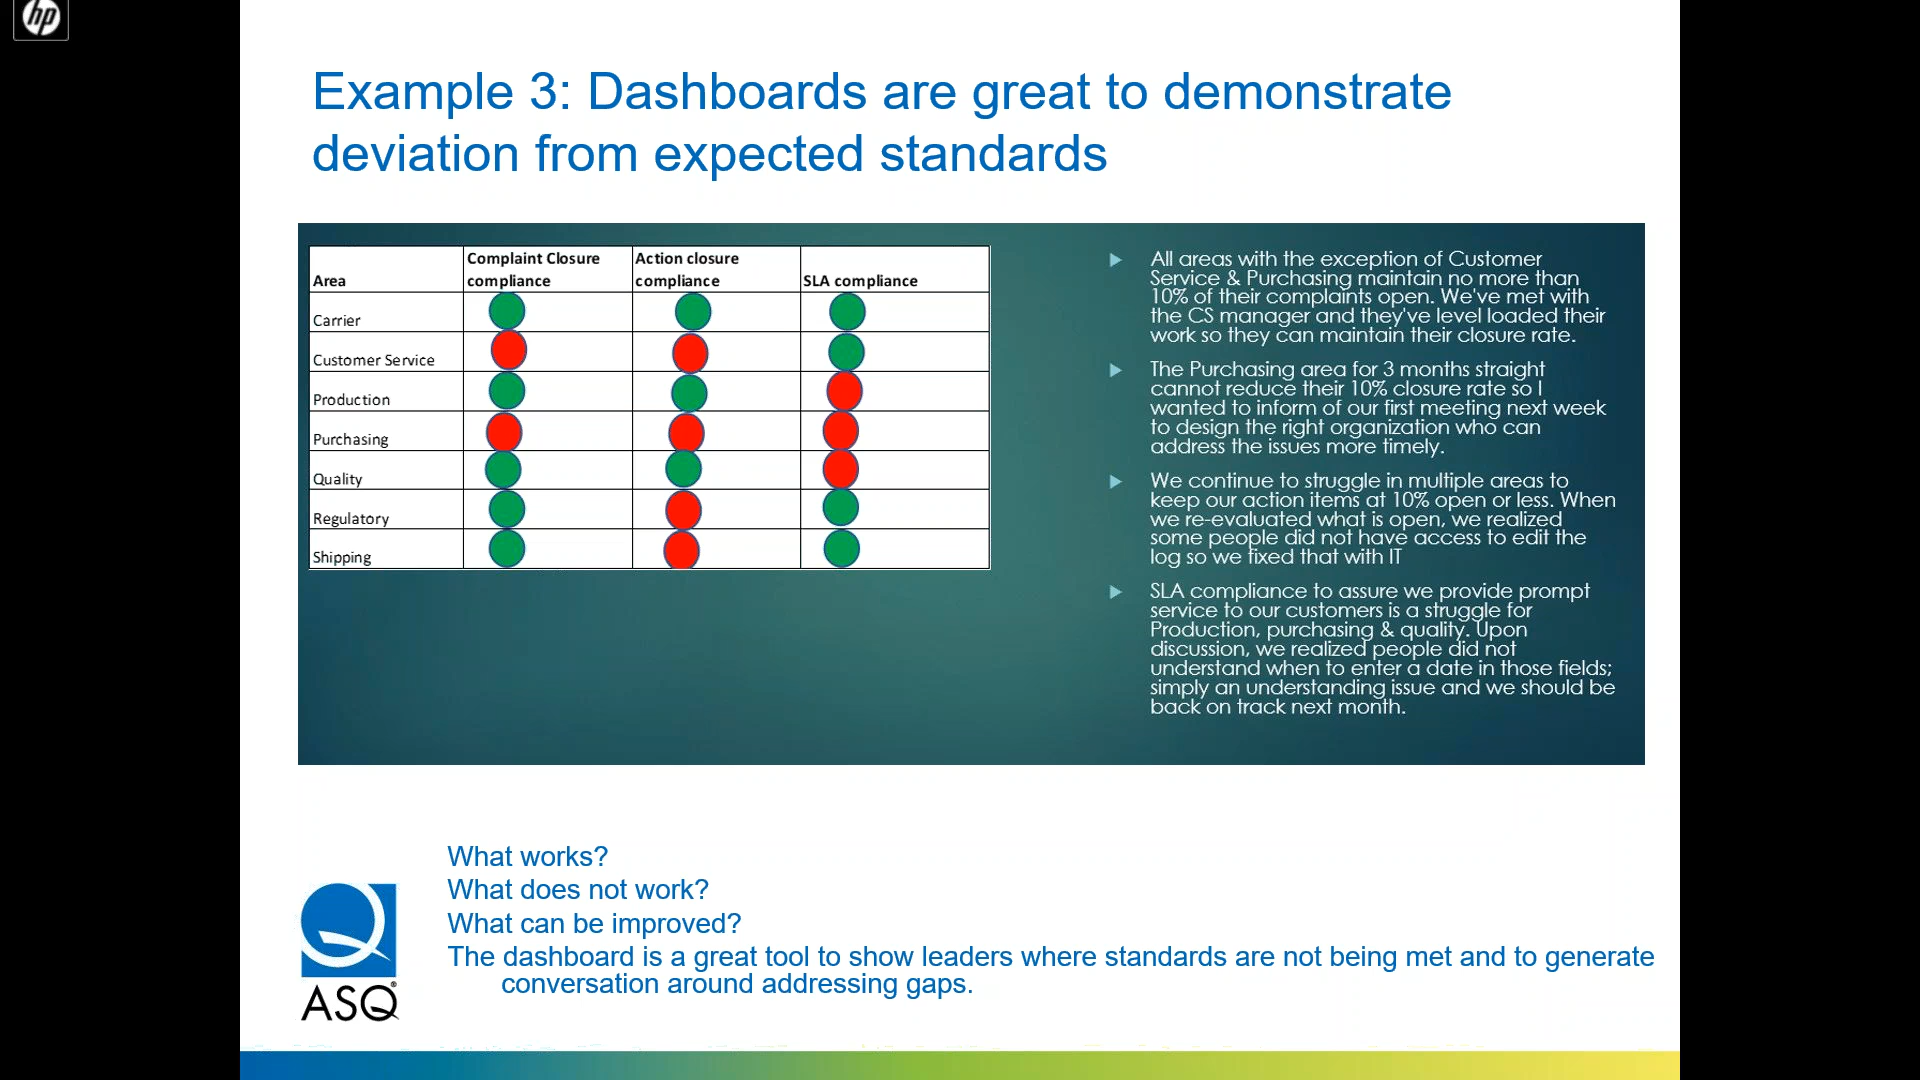 hp
Example 3: Dashboards are great to demonstrate
deviation from expected standards
Area
Complaint Closure
compliance
Action closure
compliance
SLA compliance
Carrier
Customer Service
Production
Purchasing
Quality
Regulatory
Shipping
All areas with the exception of Customer
Service & Purchasing maintain no more than
10% of their complaints open. We've met with
the CS manager and they've level loaded their
work so they can maintain their closure rate.
The Purchasing area for 3 months straight
cannot reduce their 10% closure rate so I
wanted to inform of our first meeting next week
to design the right organization who can
address the issues more timely.
We continue to struggle in multiple areas to
keep our action items at 10% open or less. When
we re-evaluated what is open, we realized
some people did not have access to edit the
log so we fixed that with IT
SLA compliance to assure we provide prompt
service to our customers is a struggle for
Production, purchasing & quality. Upon
discussion, we realized people did not
understand when to enter a date in those fields;
simply an understanding issue and we should be
back on track next month.
What works?
What does not work?
What can be improved?
The dashboard is a great tool to show leaders where standards are not being met and to generate
conversation around addressing gaps.
ASQ®